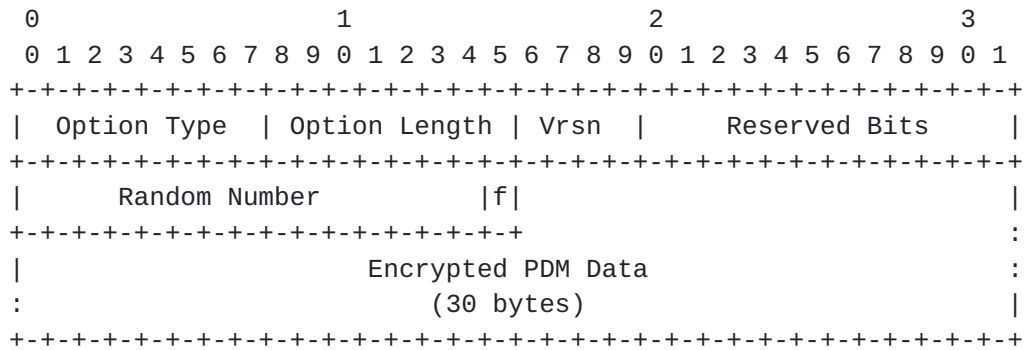 0                   1                   2                   3
 0 1 2 3 4 5 6 7 8 9 0 1 2 3 4 5 6 7 8 9 0 1 2 3 4 5 6 7 8 9 0 1
+-+-+-+-+-+-+-+-+-+-+-+-+-+-+-+-+-+-+-+-+-+-+-+-+-+-+-+-+-+-+-+-+
|  Option Type  | Option Length | Vrsn  |     Reserved Bits     |
+-+-+-+-+-+-+-+-+-+-+-+-+-+-+-+-+-+-+-+-+-+-+-+-+-+-+-+-+-+-+-+-+
|      Random Number          |f|                               |
+-+-+-+-+-+-+-+-+-+-+-+-+-+-+-+-+                               :
|                      Encrypted PDM Data                       :
:                          (30 bytes)                           |
+-+-+-+-+-+-+-+-+-+-+-+-+-+-+-+-+-+-+-+-+-+-+-+-+-+-+-+-+-+-+-+-+